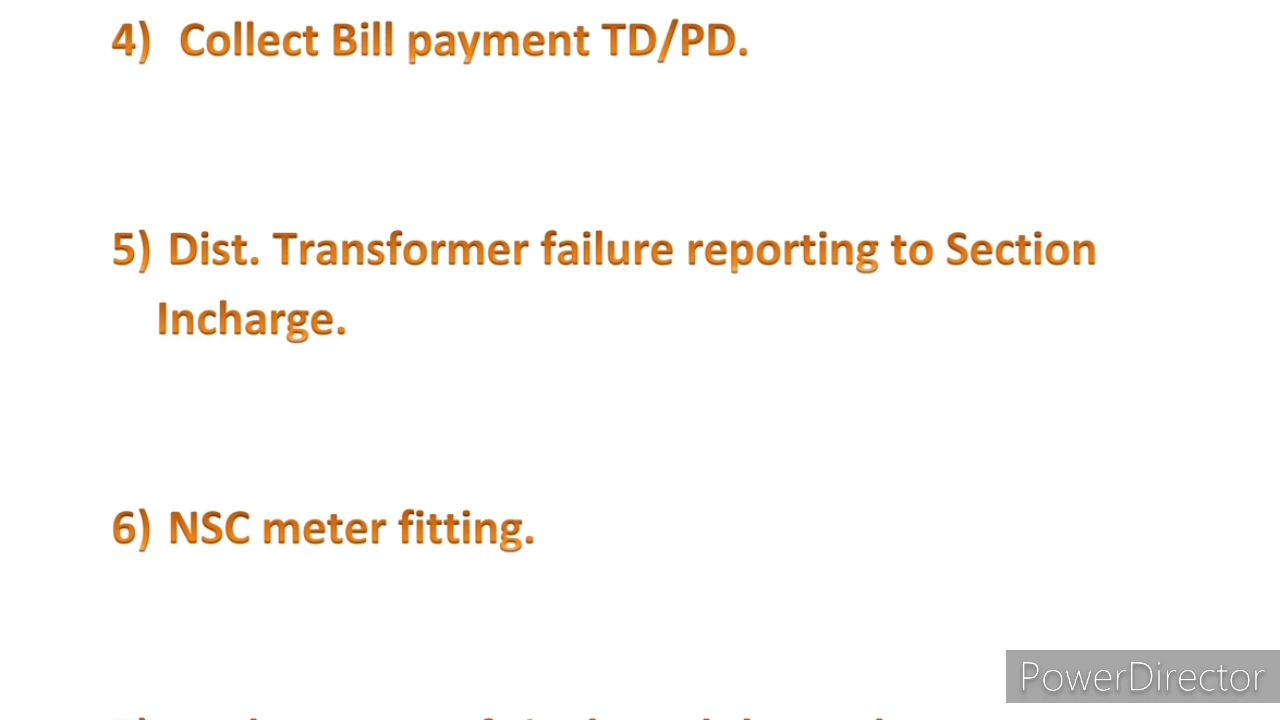 4) Collect Bill payment TD/PD.
5) Dist. Transformer failure reporting to Section
Incharge.
6) NSC meter fitting.
PowerDirector